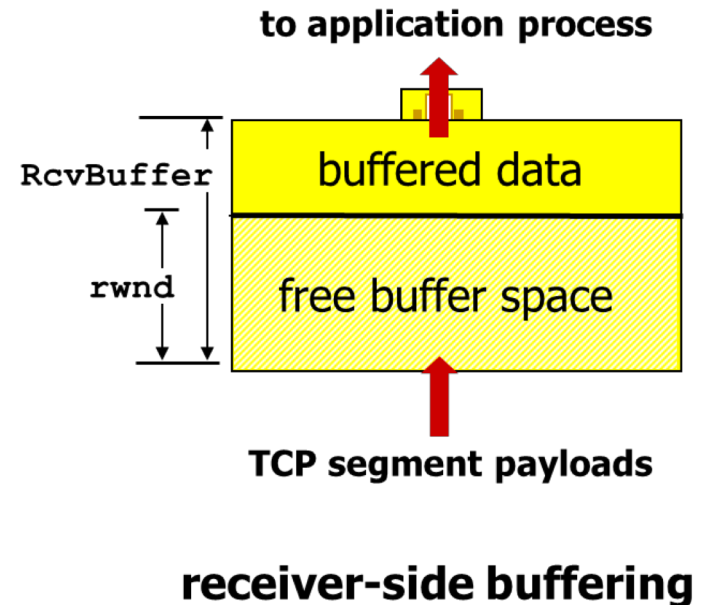 to application process
RcvBuffer
buffered data
rwnd
free buffer space
TCP segment payloads
receiver-side buffering